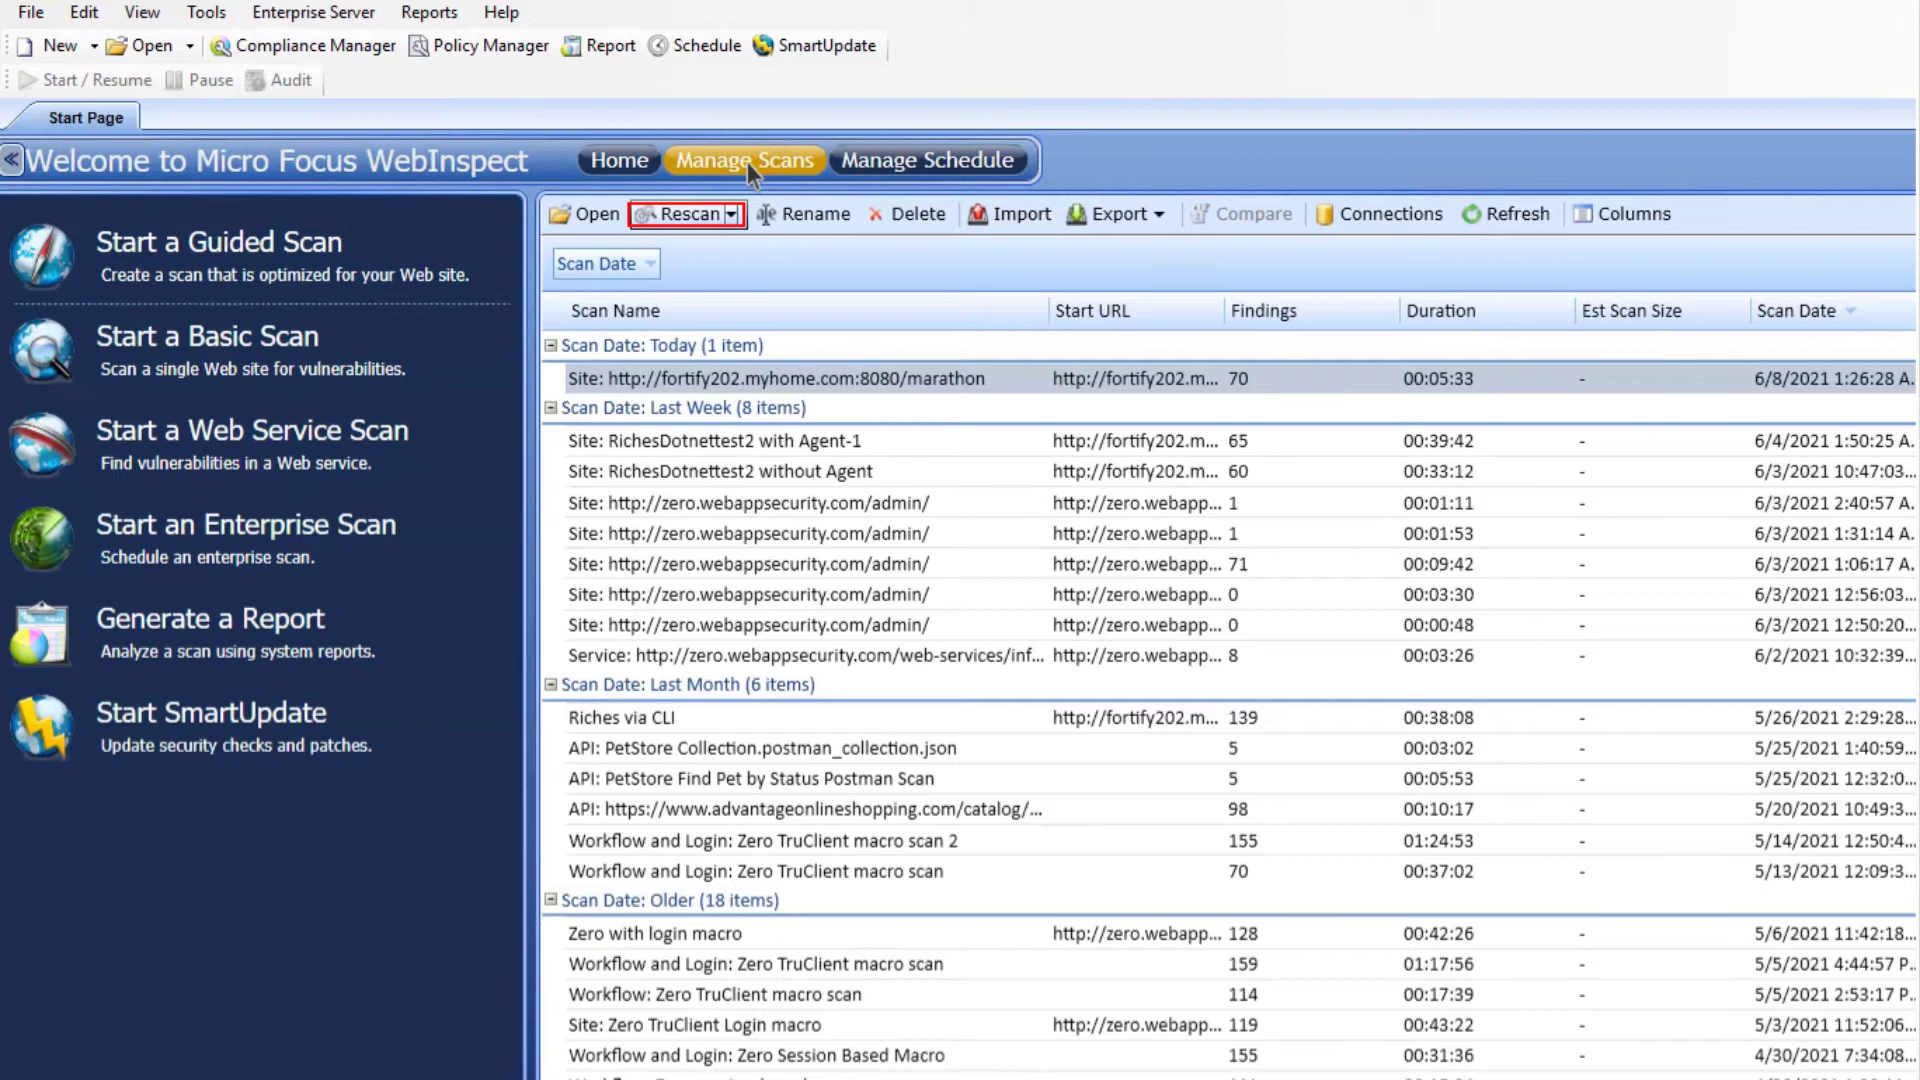 File Edit View Tools Enterprise Server Reports Help
New Open Compliance Manager Policy Manager Report Schedule SmartUpdate
Start / Resume Pause Audit
Start Page
Welcome to Micro Focus WebInspect Home Manage Scans Manage Schedule
Start a Guided Scan
Create a scan that is optimized for your Web site.
Start a Basic Scan
Scan a single Web site for vulnerabilities.
Start a Web Service Scan
Find vulnerabilities in a Web service.
Start an Enterprise Scan
Schedule an enterprise scan.
Generate a Report
Analyze a scan using system reports.
Start SmartUpdate
Update security checks and patches.
Open Rescan Rename Delete Import Export Compare Connections Refresh Columns
Scan Date
Scan Name Start URL Findings Duration Est Scan Size Scan Date
Scan Date: Today (1 item)
Site: http://fortify202.myhome.com:8080/marathon http://fortify202.m... 70 00:05:33 - 6/8/2021 1:26:28 A.
Scan Date: Last Week (8 items)
Site: RichesDotnettest2 with Agent-1 http://fortify202.m... 65 00:39:42 - 6/4/2021 1:50:25 A.
Site: RichesDotnettest2 without Agent http://fortify202.m... 60 00:33:12 - 6/3/2021 10:47:03...
Site: http://zero.webappsecurity.com/admin/ http://zero.webapp... 1 00:01:11 - 6/3/2021 2:40:57 A.
Site: http://zero.webappsecurity.com/admin/ http://zero.webapp... 1 00:01:53 - 6/3/2021 1:31:14 A.
Site: http://zero.webappsecurity.com/admin/ http://zero.webapp... 71 00:09:42 - 6/3/2021 1:06:17 A.
Site: http://zero.webappsecurity.com/admin/ http://zero.webapp... 0 00:03:30 - 6/3/2021 12:56:03...
Site: http://zero.webappsecurity.com/admin/ http://zero.webapp... 0 00:00:48 - 6/3/2021 12:50:20...
Service: http://zero.webappsecurity.com/web-services/inf... http://zero.webapp... 8 00:03:26 - 6/2/2021 10:32:39...
Scan Date: Last Month (6 items)
Riches via CLI http://fortify202.m... 139 00:38:08 - 5/26/2021 2:29:28...
API: PetStore Collection.postman_collection.json 5 00:03:02 - 5/25/2021 1:40:59...
API: PetStore Find Pet by Status Postman Scan 5 00:05:53 - 5/25/2021 12:32:0...
API: https://www.advantageonlineshopping.com/catalog/... 98 00:10:17 - 5/20/2021 10:49:3...
Workflow and Login: Zero TruClient macro scan 2 155 01:24:53 - 5/14/2021 12:50:4...
Workflow and Login: Zero TruClient macro scan 70 00:37:02 - 5/13/2021 12:09:3...
Scan Date: Older (18 items)
Zero with login macro http://zero.webapp... 128 00:42:26 - 5/6/2021 11:42:18...
Workflow and Login: Zero TruClient macro scan 159 01:17:56 - 5/5/2021 4:44:57 P.
Workflow: Zero TruClient macro scan 114 00:17:39 - 5/5/2021 2:53:17 P.
Site: Zero TruClient Login macro http://zero.webapp... 119 00:43:22 - 5/3/2021 11:52:06...
Workflow and Login: Zero Session Based Macro 155 00:31:36 - 4/30/2021 7:34:08...